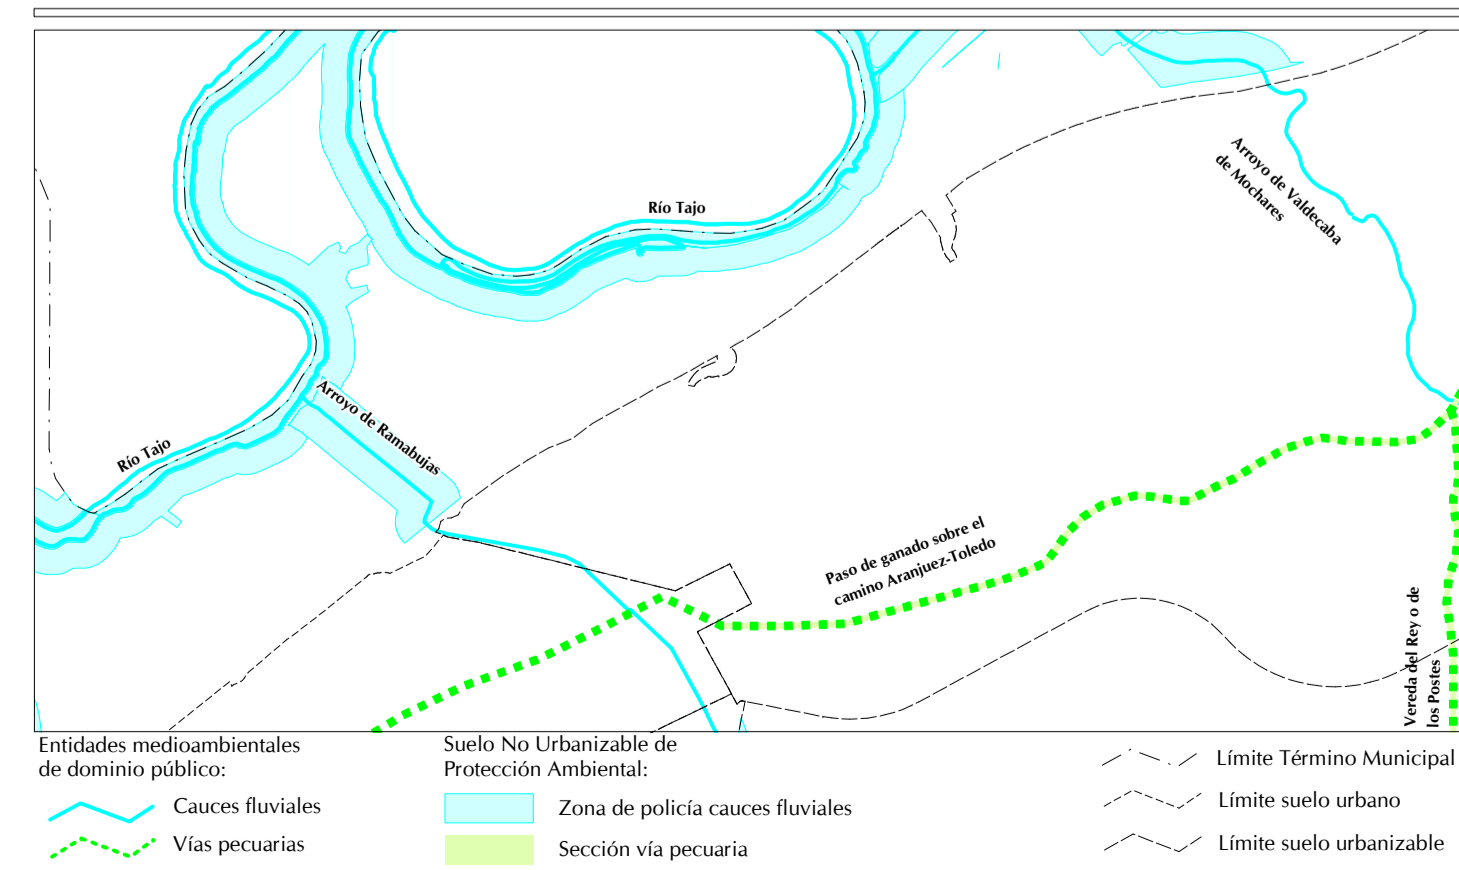 Río Tajo
Arroyo de Valdecaba
de Mochares
Arroyo de Ramabujas
Río Tajo
Paso de ganado sobre el
camino Aranjuez-Toledo
Vereda del Rey o de
los Postes
Entidades medioambientales
de dominio público:
Cauces fluviales
Vías pecuarias
Suelo No Urbanizable de
Protección Ambiental:
Zona de policía cauces fluviales
Sección vía pecuaria
Límite Término Municipal
Límite suelo urbano
Límite suelo urbanizable